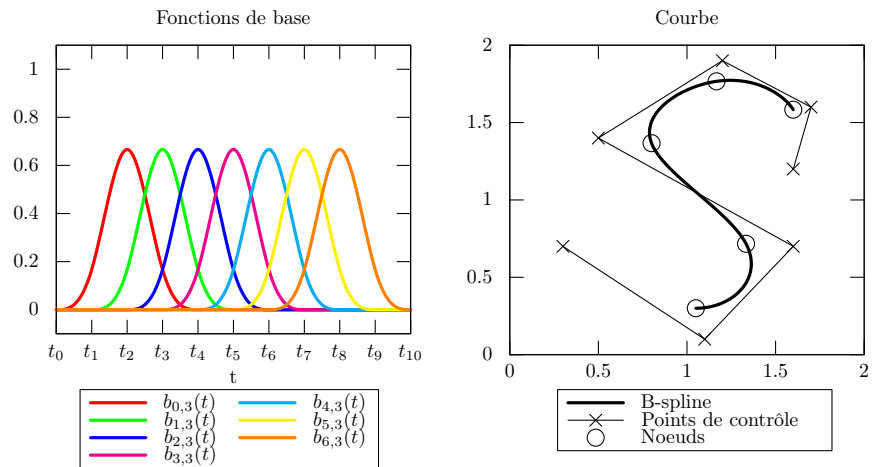 Fonctions de base
1
0.8
0.6
0.4
0.2
0
t0 t1 t2 t3 t4 t5 t6 t7 t8 t9 t10
t
b0,3(t)
b1,3(t)
b2,3(t)
b3,3(t)
b4,3(t)
b5,3(t)
b6,3(t)
Courbe
2
1.5
1
0.5
0
0 0.5 1 1.5 2
B-spline
Points de contrôle
Noeuds